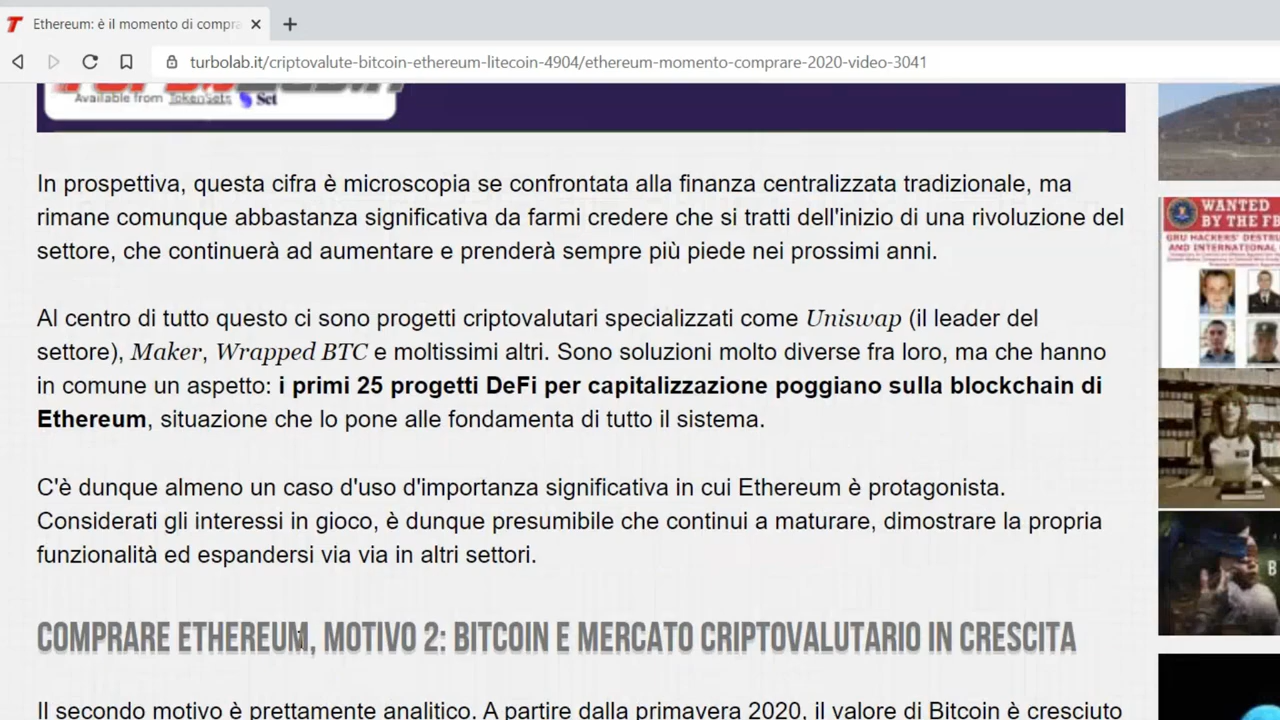 Ethereum: è il momento di compra
turbolab.it/criptovalute-bitcoin-ethereum-litecoin-4904/ethereum-momento-comprare-2020-video-3041
Available from TokenSets Set
In prospettiva, questa cifra è microscopia se confrontata alla finanza centralizzata tradizionale, ma
rimane comunque abbastanza significativa da farmi credere che si tratti dell'inizio di una rivoluzione del
settore, che continuerà ad aumentare e prendere sempre più piede nei prossimi anni.
Al centro di tutto questo ci sono progetti criptovalutari specializzati come Uniswap (il leader del
settore), Maker, Wrapped BTC e moltissimi altri. Sono soluzioni molto diverse fra loro, ma che hanno
in comune un aspetto: i primi 25 progetti DeFi per capitalizzazione poggiano sulla blockchain di
Ethereum, situazione che lo pone alle fondamenta di tutto il sistema.
C'è dunque almeno un caso d'uso d'importanza significativa in cui Ethereum è protagonista.
Considerati gli interessi in gioco, è dunque presumibile che continui a maturare, dimostrare la propria
funzionalità ed espandersi via via in altri settori.
COMPRARE ETHEREUM, MOTIVO 2: BITCOIN E MERCATO CRIPTOVALUTARIO IN CRESCITA
Il secondo motivo è prettamente analitico. A partire dalla primavera 2020, il valore di Bitcoin è cresciuto
WANTED
BY THE FB
GRU HACKERS' DESTRU
AND INTERNATIONAL
B